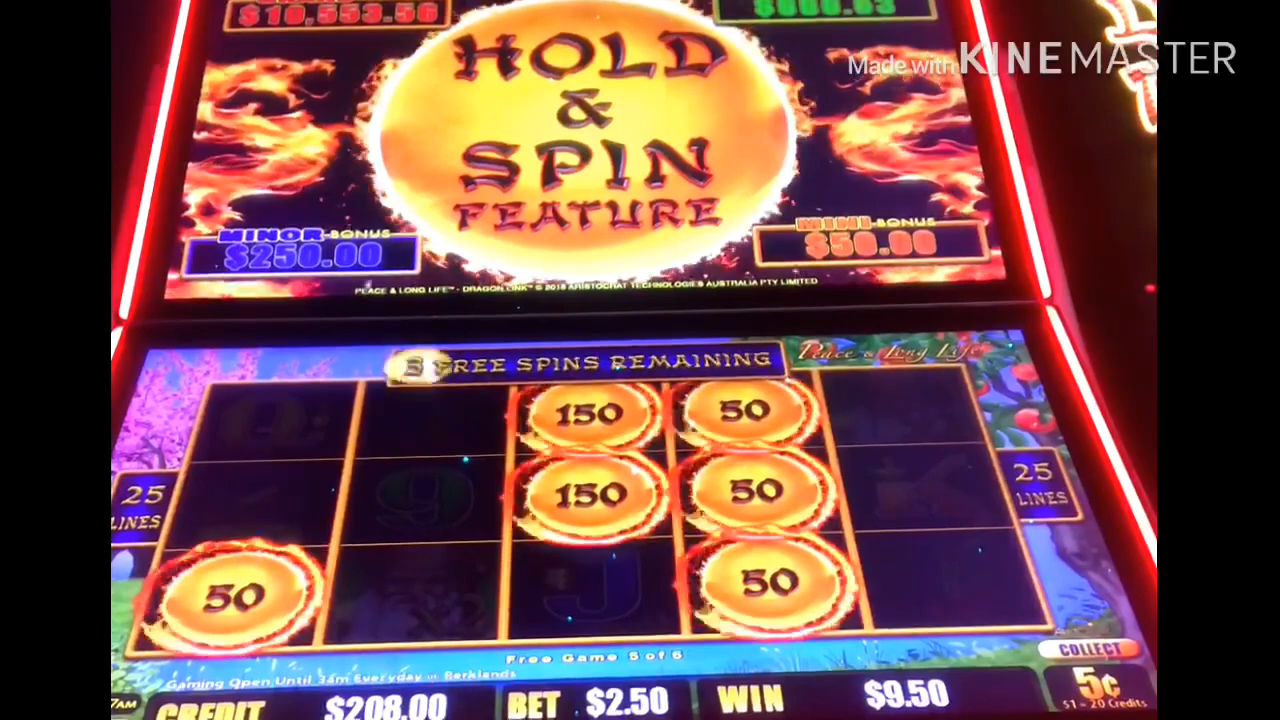 $10,553.56
Made with KINEMASTER
HOLD
&
SPIN
FEATURE
MINOR BONUS
$250.00
MINI BONUS
$50.00
PEACE & LONG LIFE™ - DRAGON LINK™ © 2018 ARISTOCRAT TECHNOLOGIES AUSTRALIA PTY LIMITED
3 FREE SPINS REMAINING
Peace & Long Life
Q
150
50
25
LINES
9
150
50
25
LINES
50
J
50
Free Game 5 of 6
COLLECT
Gaming Open Until 3am Everyday at Berklands
7AM
CREDIT $208.00
BET $2.50
WIN $9.50
5¢
$1 = 20 Credits